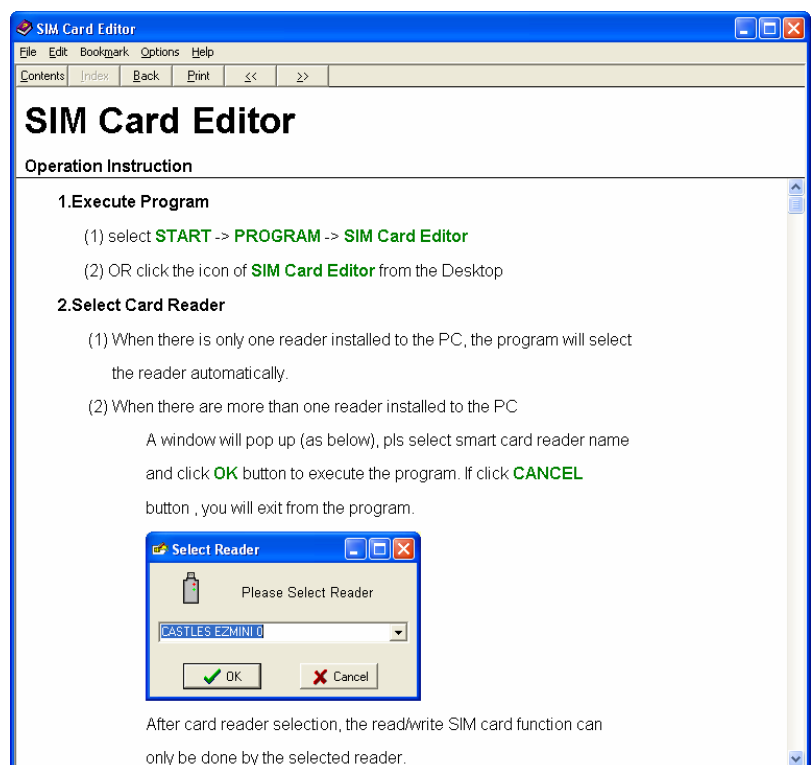 SIM Card Editor
File Edit Bookmark Options Help
Contents Index Back Print << >>
SIM Card Editor
Operation Instruction
1.Execute Program
(1) select START -> PROGRAM -> SIM Card Editor
(2) OR click the icon of SIM Card Editor from the Desktop
2.Select Card Reader
(1) When there is only one reader installed to the PC, the program will select
the reader automatically.
(2) When there are more than one reader installed to the PC
A window will pop up (as below), pls select smart card reader name
and click OK button to execute the program. If click CANCEL
button , you will exit from the program.
Select Reader
Please Select Reader
CASTLES EZMINI 0
OK Cancel
After card reader selection, the read/write SIM card function can
only be done by the selected reader.